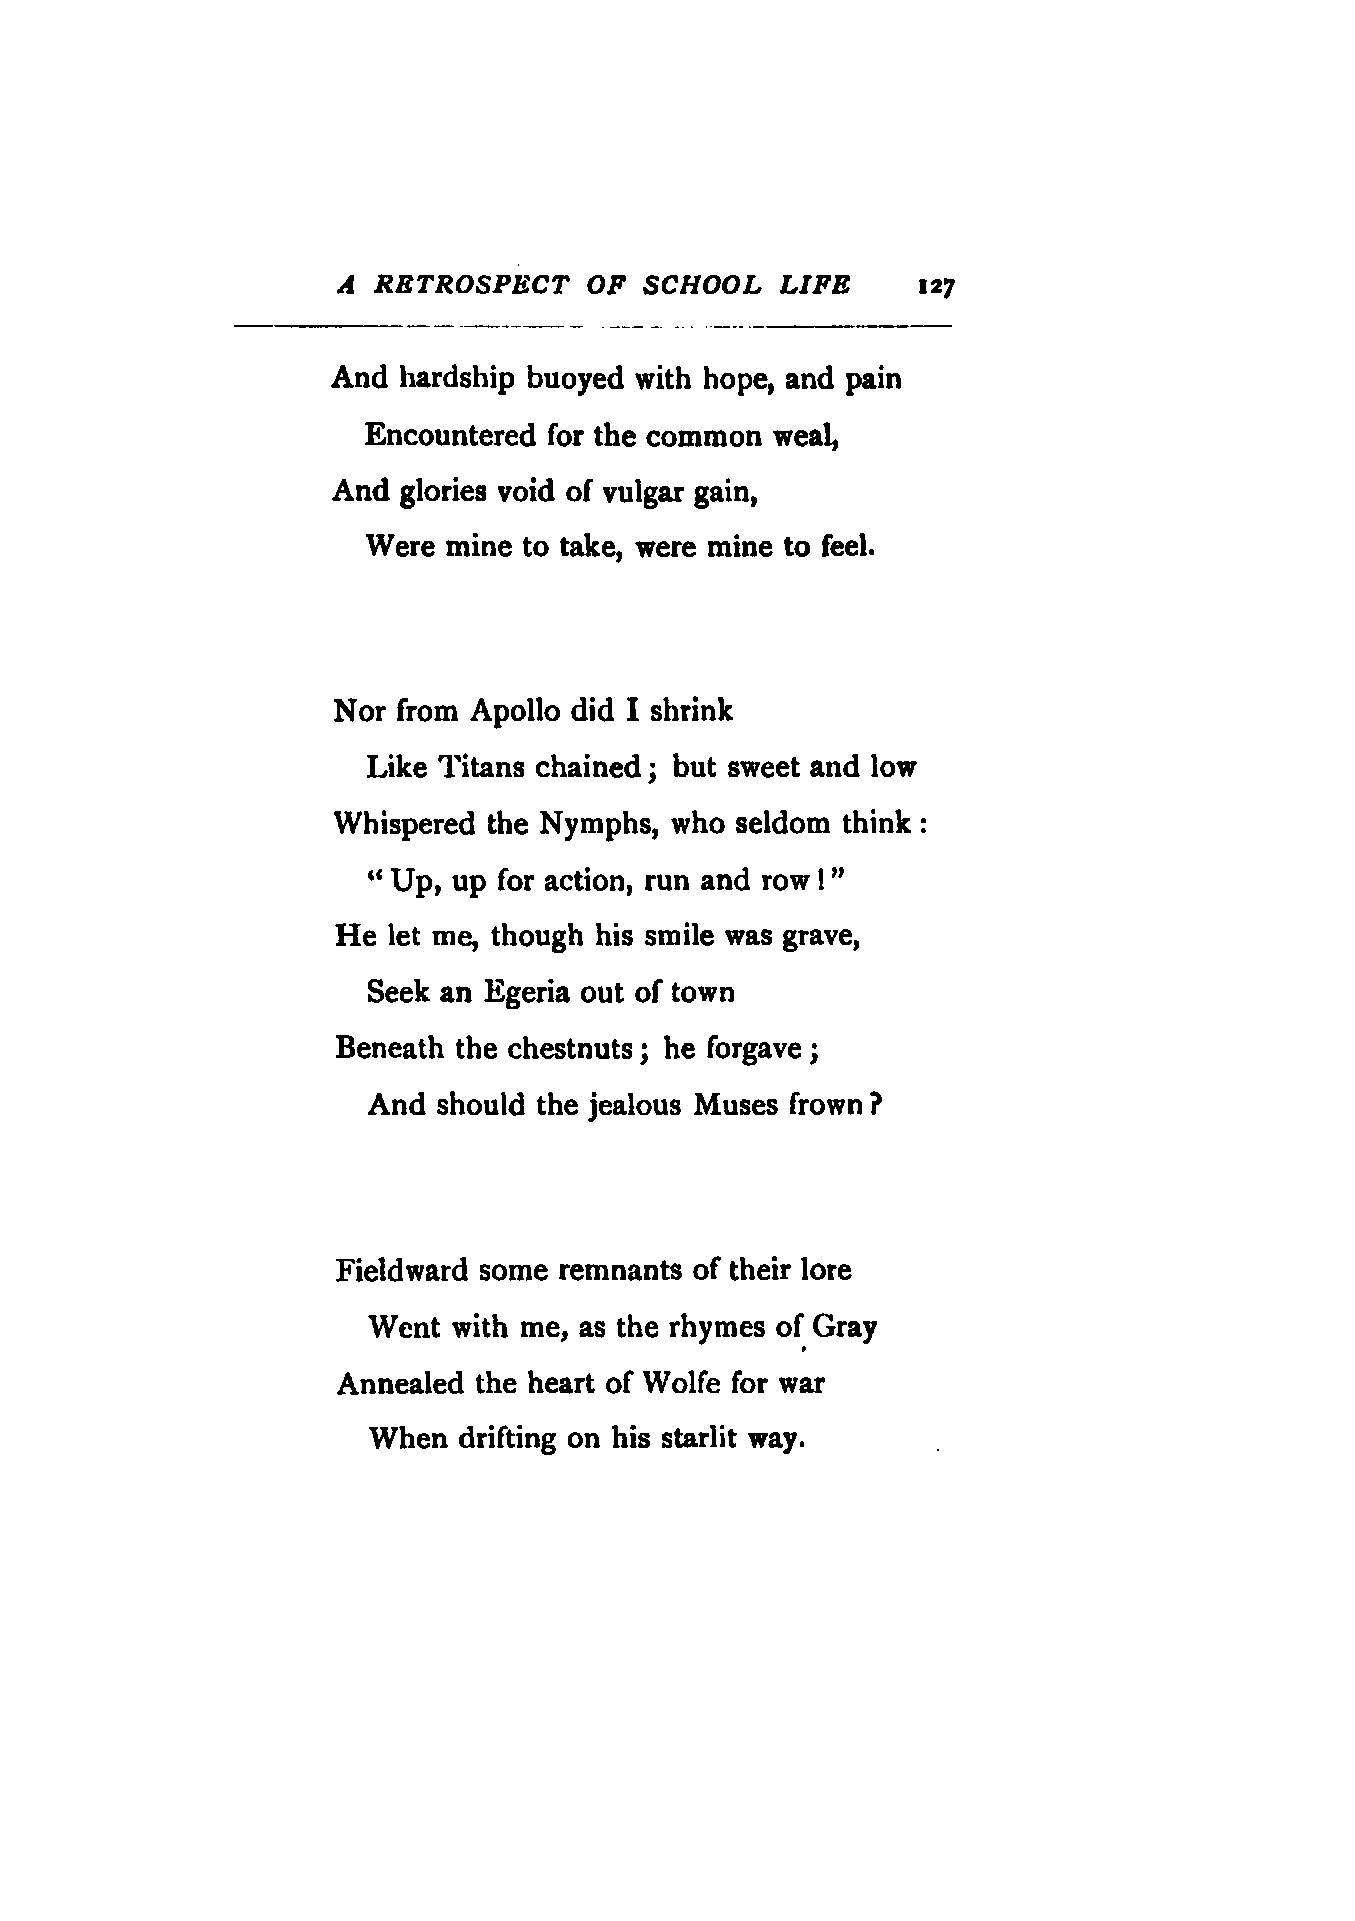 A RETROSPECT OF SCHOOL LIFE 127
And hardship buoyed with hope, and pain
Encountered for the common weal,
And glories void of vulgar gain,
Were mine to take, were mine to feel.
Nor from Apollo did I shrink
Like Titans chained; but sweet and low
Whispered the Nymphs, who seldom think:
"Up, up for action, run and row!"
He let me, though his smile was grave,
Seek an Egeria out of town
Beneath the chestnuts; he forgave;
And should the jealous Muses frown?
Fieldward some remnants of their lore
Went with me, as the rhymes of Gray
Annealed the heart of Wolfe for war
When drifting on his starlit way.